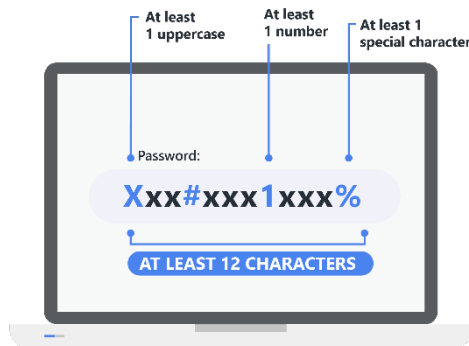 At least
1 uppercase
At least
1 number
At least 1
special character
Password:
Xxx#xxx1xxx%
AT LEAST 12 CHARACTERS